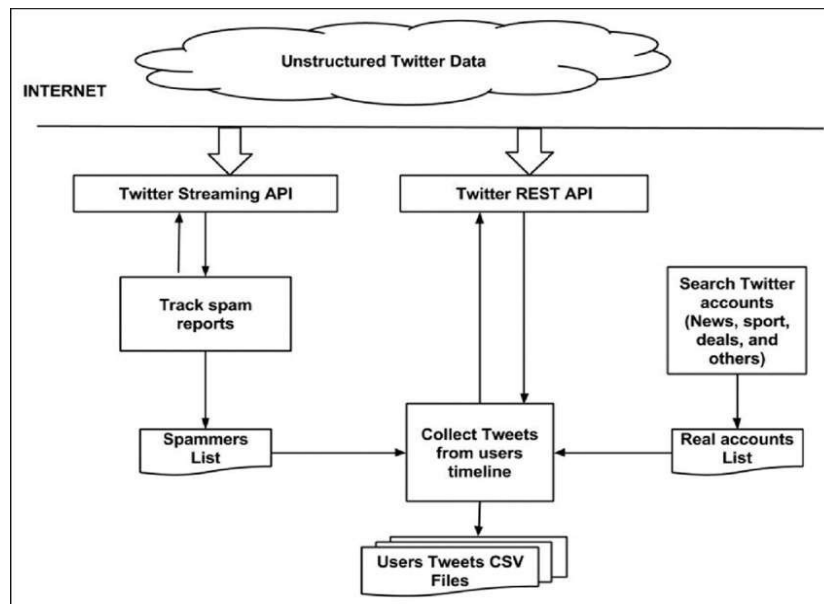 Unstructured Twitter Data
INTERNET
Twitter Streaming API
Twitter REST API
Track spam
reports
Search Twitter
accounts
(News, sport,
deals, and
others)
Spammers
List
Collect Tweets
from users
timeline
Real accounts
List
Users Tweets CSV
Files